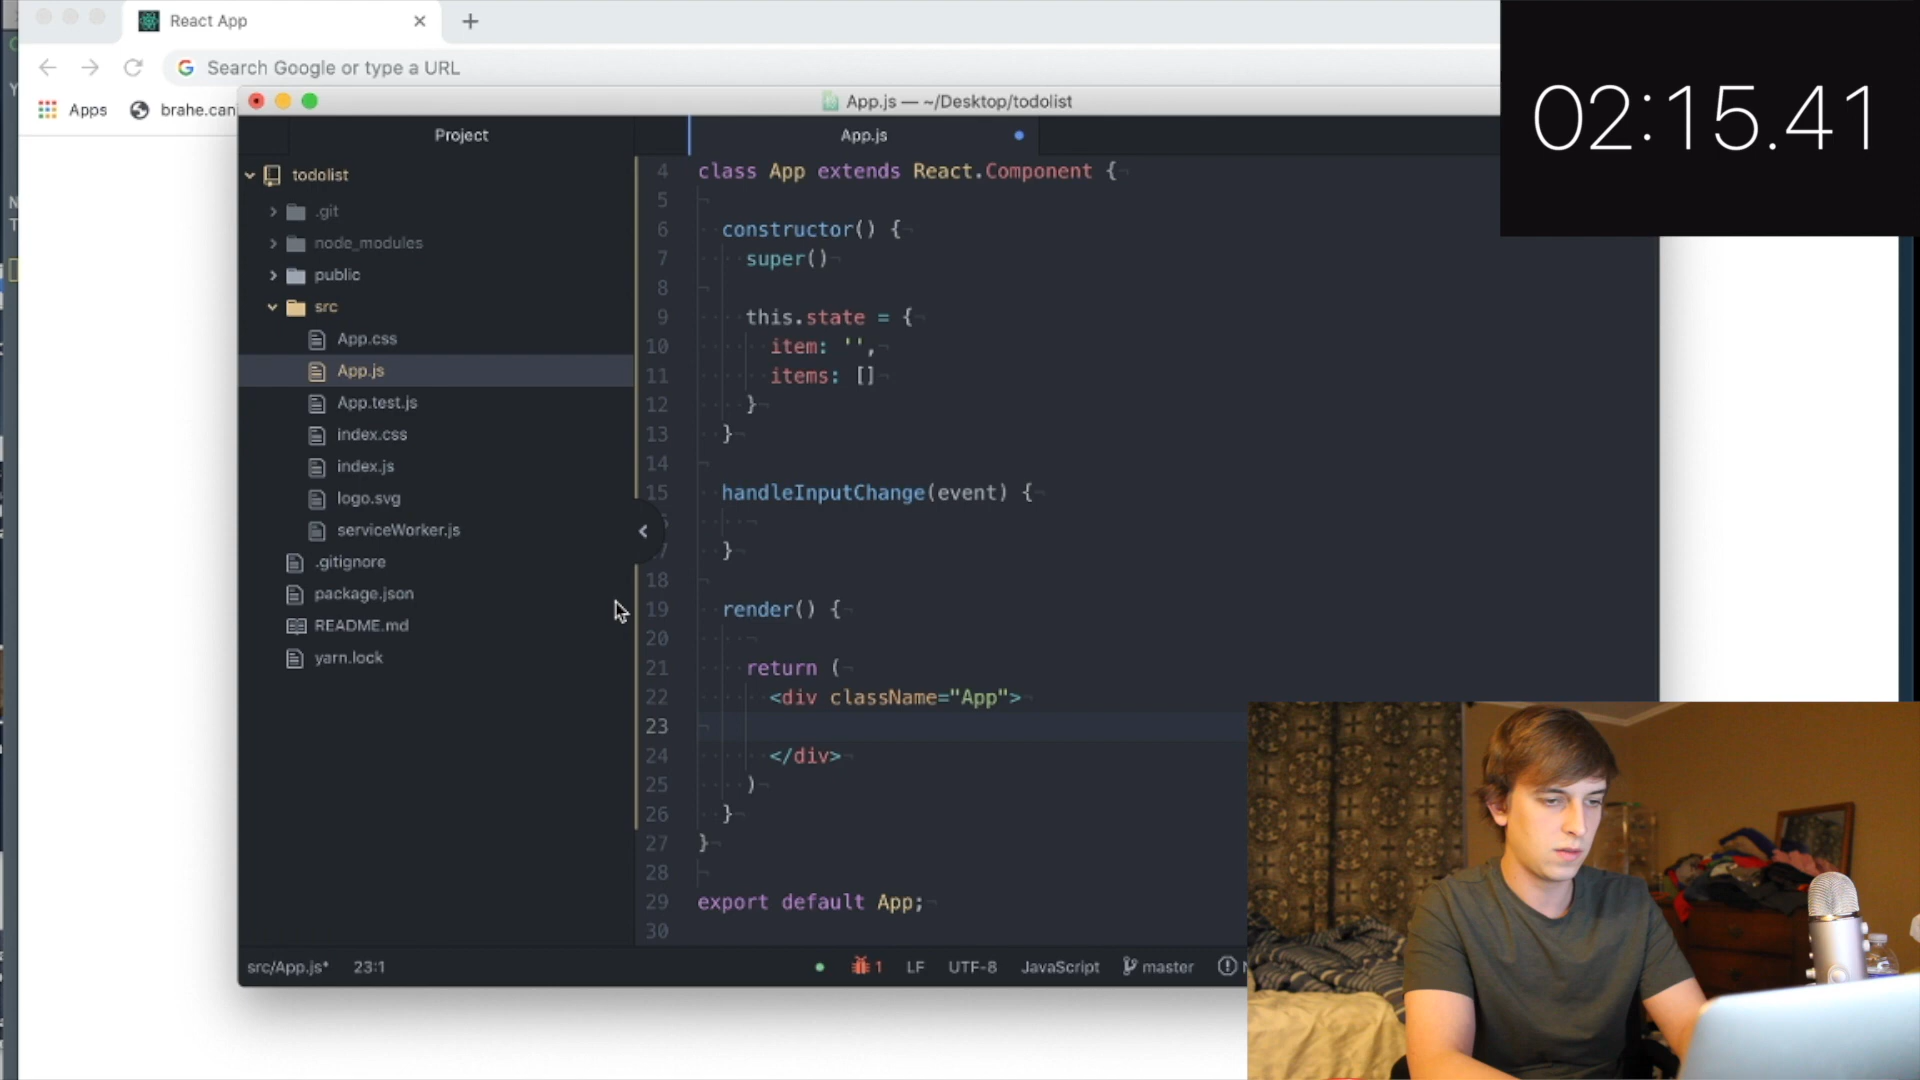 React App
Search Google or type a URL
Apps
brahe.can
App.js — ~/Desktop/todolist
02:15.41
Project
App.js
todolist
.git
node_modules
public
src
App.css
App.js
App.test.js
index.css
index.js
logo.svg
serviceWorker.js
.gitignore
package.json
README.md
yarn.lock
4 class App extends React.Component {
5
6 constructor() {
7 super()
8
9 this.state = {
10 item: '',
11 items: []
12 }
13 }
14
15 handleInputChange(event) {
7 }
18
19 render() {
20
21 return (
22 <div className="App">
23
24 </div>
25 )
26 }
27 }
28
29 export default App;
30
src/App.js* 23:1
1 LF UTF-8 JavaScript master